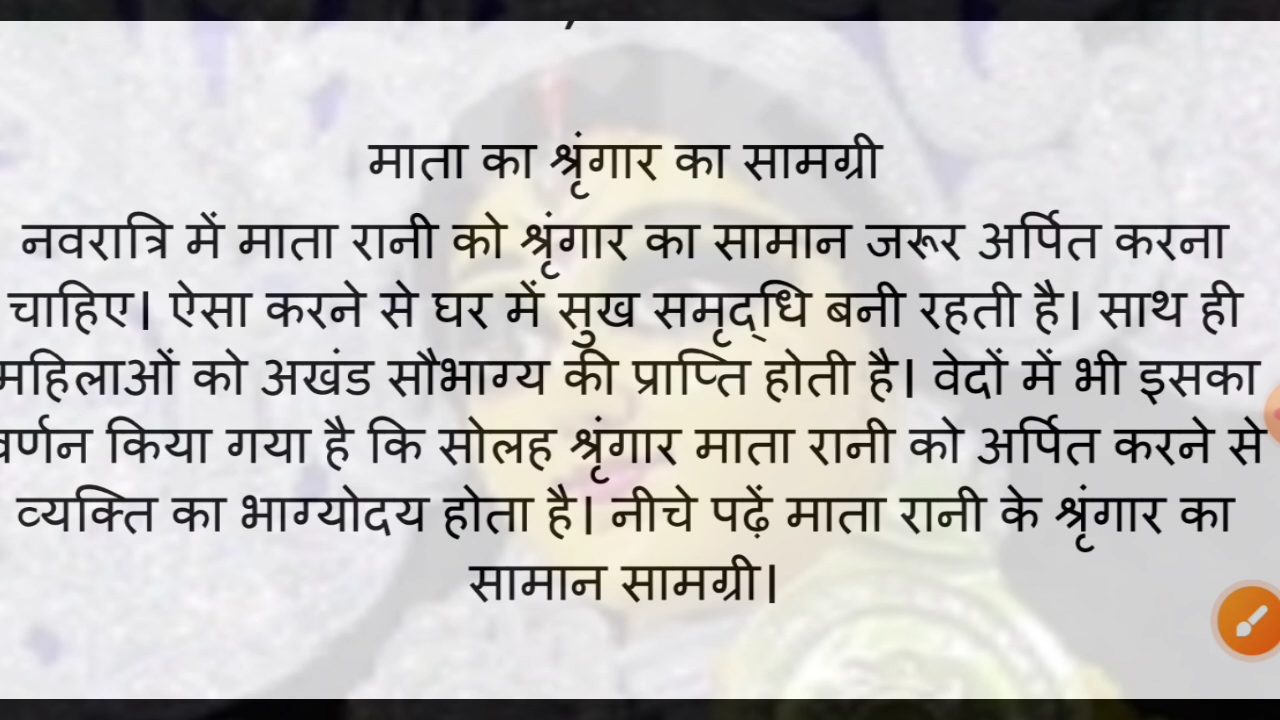 माता का श्रृंगार का सामग्री
नवरात्रि में माता रानी को श्रृंगार का सामान जरूर अर्पित करना
चाहिए। ऐसा करने से घर में सुख समृद्धि बनी रहती है। साथ ही
महिलाओं को अखंड सौभाग्य की प्राप्ति होती है। वेदों में भी इसका
वर्णन किया गया है कि सोलह श्रृंगार माता रानी को अर्पित करने से
व्यक्ति का भाग्योदय होता है। नीचे पढ़ें माता रानी के श्रृंगार का
सामान सामग्री।